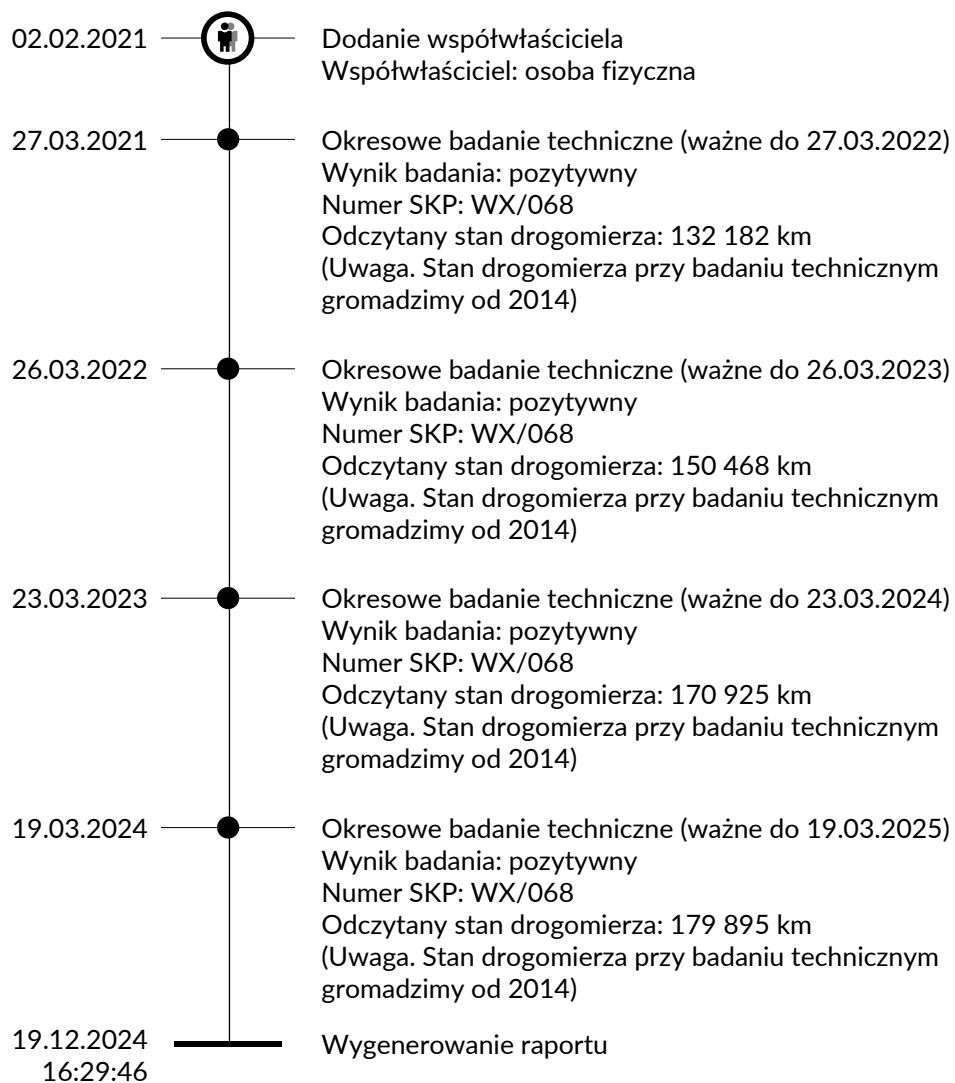 02.02.2021
Dodanie współwłaściciela
Współwłaściciel: osoba fizyczna
27.03.2021
Okresowe badanie techniczne (ważne do 27.03.2022)
Wynik badania: pozytywny
Numer SKP: WX/068
Odczytany stan drogomierza: 132 182 km
(Uwaga. Stan drogomierza przy badaniu technicznym
gromadzimy od 2014)
26.03.2022
Okresowe badanie techniczne (ważne do 26.03.2023)
Wynik badania: pozytywny
Numer SKP: WX/068
Odczytany stan drogomierza: 150 468 km
(Uwaga. Stan drogomierza przy badaniu technicznym
gromadzimy od 2014)
23.03.2023
Okresowe badanie techniczne (ważne do 23.03.2024)
Wynik badania: pozytywny
Numer SKP: WX/068
Odczytany stan drogomierza: 170 925 km
(Uwaga. Stan drogomierza przy badaniu technicznym
gromadzimy od 2014)
19.03.2024
Okresowe badanie techniczne (ważne do 19.03.2025)
Wynik badania: pozytywny
Numer SKP: WX/068
Odczytany stan drogomierza: 179 895 km
(Uwaga. Stan drogomierza przy badaniu technicznym
gromadzimy od 2014)
19.12.2024
16:29:46
Wygenerowanie raportu